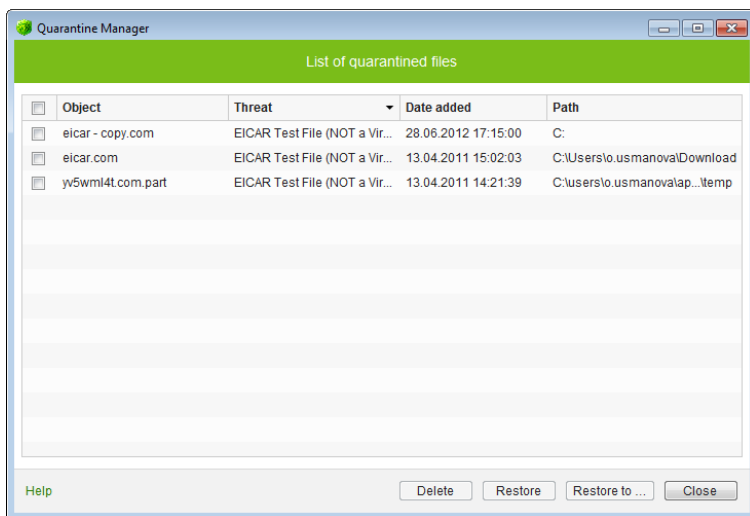 Quarantine Manager
List of quarantined files
Object Threat Date added Path
eicar - copy.com EICAR Test File (NOT a Vir... 28.06.2012 17:15:00 C:
eicar.com EICAR Test File (NOT a Vir... 13.04.2011 15:02:03 C:\Users\o.usmanova\Download
yv5wml4t.com.part EICAR Test File (NOT a Vir... 13.04.2011 14:21:39 C:\users\o.usmanova\ap...\temp
Help Delete Restore Restore to ... Close